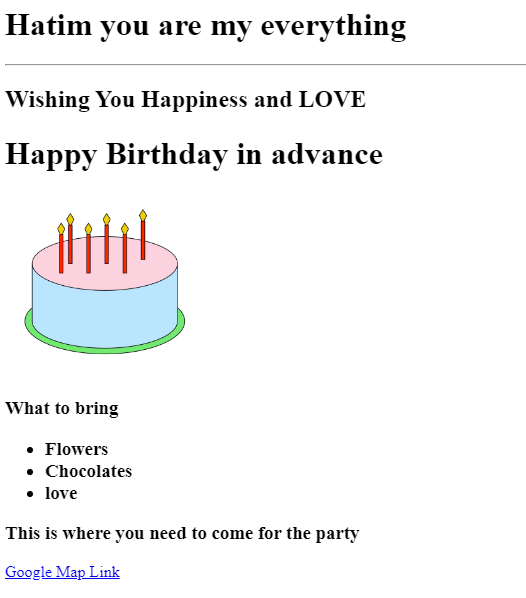 Hatim you are my everything
Wishing You Happiness and LOVE
Happy Birthday in advance
What to bring
Flowers
Chocolates
love
This is where you need to come for the party
Google Map Link